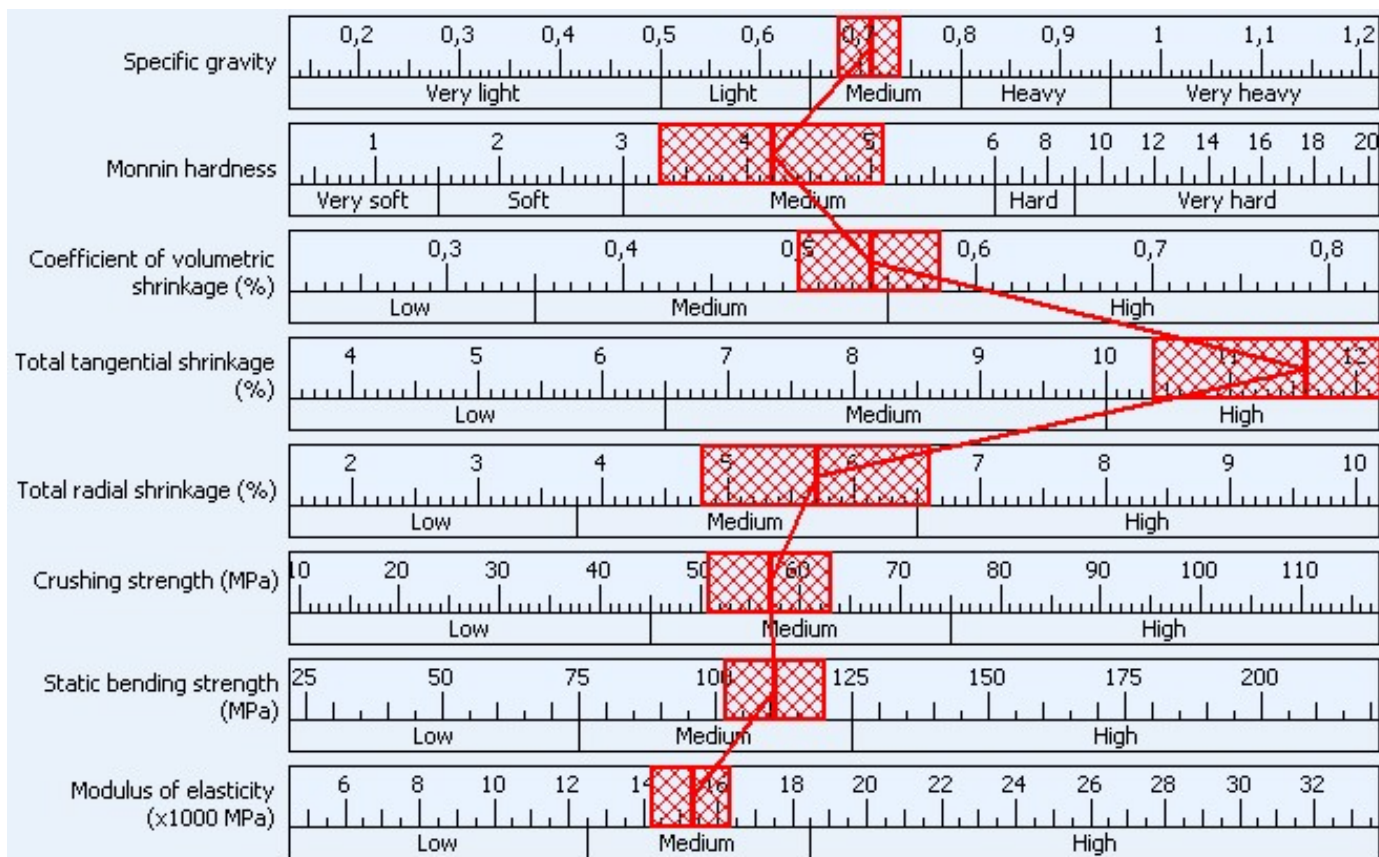 0,2 0,3 0,4 0,5 0,6 0,7 0,8 0,9 1 1,1 1,2
Specific gravity
Very light Light Medium Heavy Very heavy
1 2 3 4 5 6 8 10 12 14 16 18 20
Monnin hardness
Very soft Soft Medium Hard Very hard
0,3 0,4 0,5 0,6 0,7 0,8
Coefficient of volumetric
shrinkage (%)
Low Medium High
4 5 6 7 8 9 10 11 12
Total tangential shrinkage
(%)
Low Medium High
2 3 4 5 6 7 8 9 10
Total radial shrinkage (%)
Low Medium High
10 20 30 40 50 60 70 80 90 100 110
Crushing strength (MPa)
Low Medium High
25 50 75 100 125 150 175 200
Static bending strength
(MPa)
Low Medium High
6 8 10 12 14 16 18 20 22 24 26 28 30 32
Modulus of elasticity
(x1000 MPa)
Low Medium High